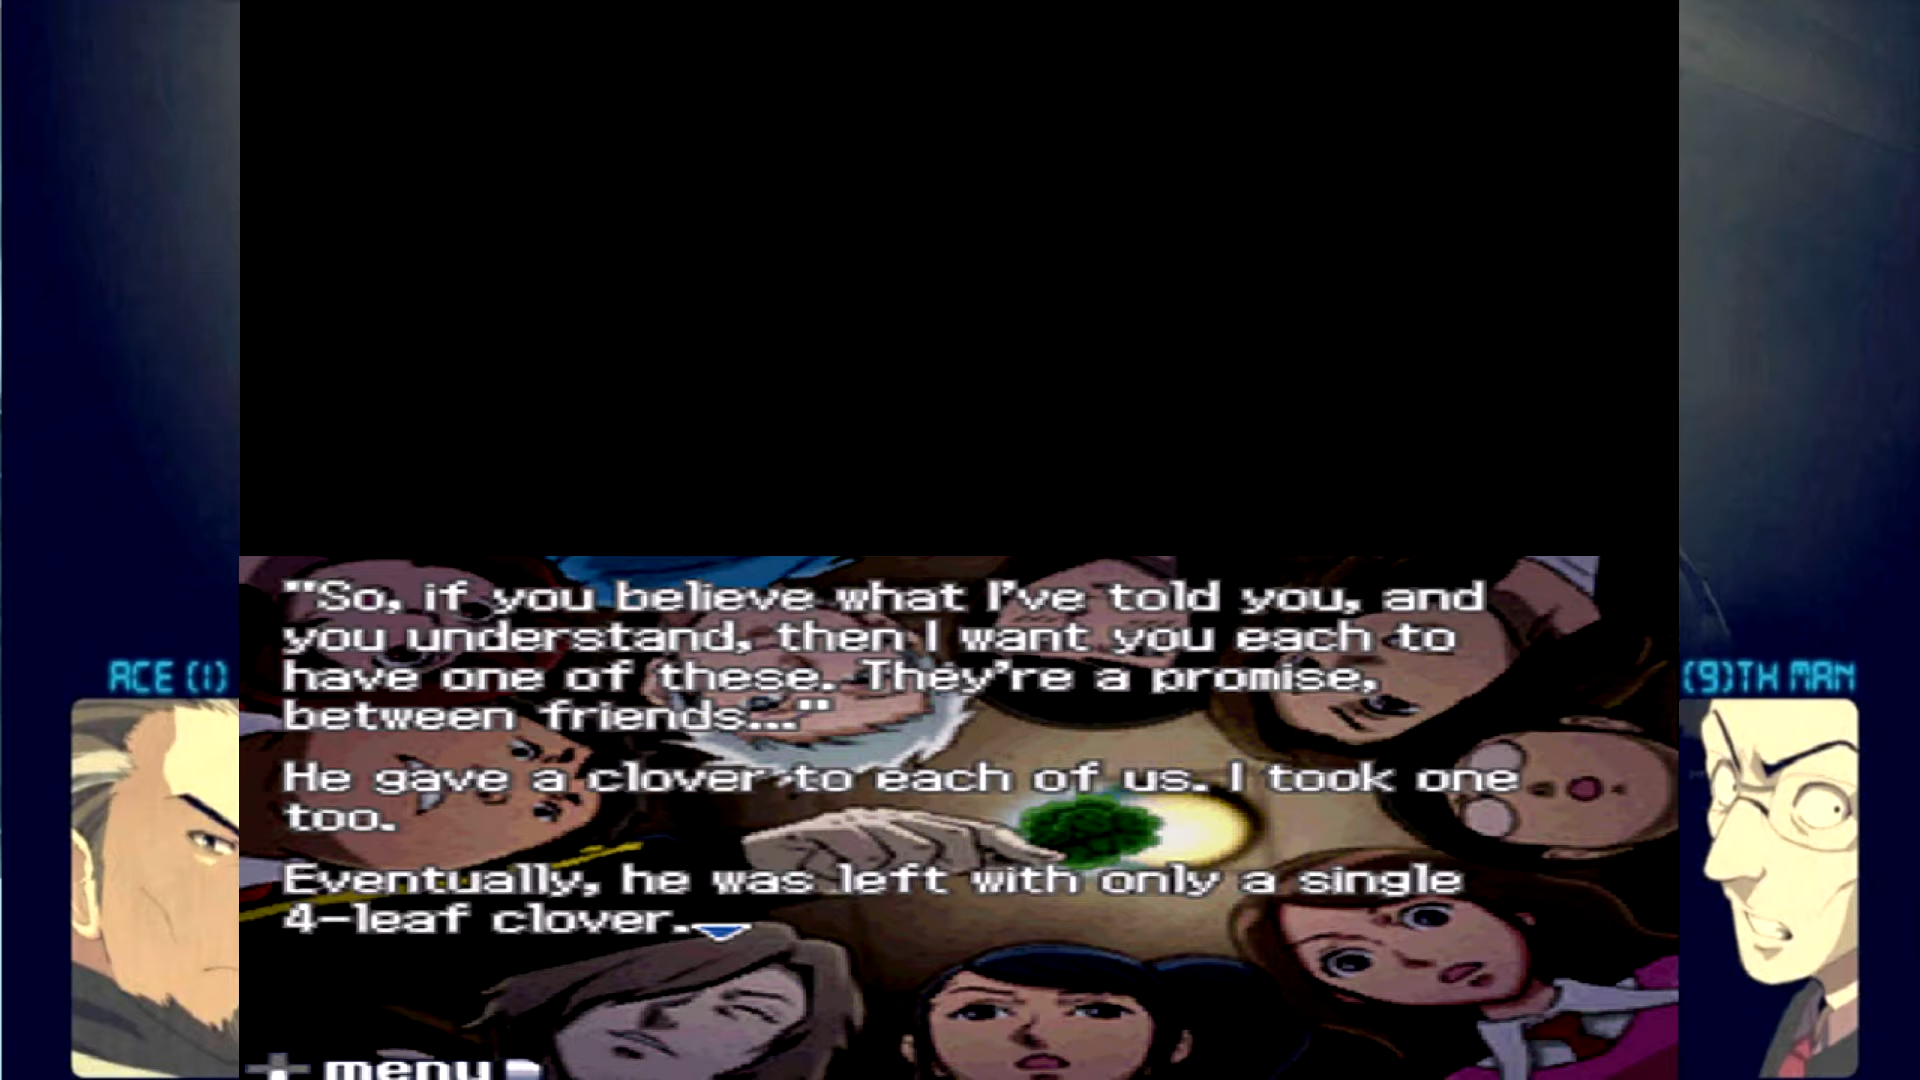 ""So, if you believe what I've told you, and
you understand, then I want you each to
have one of these. They're a promise,
between friends...""
He gave a clover to each of us. I took one
too.
Eventually, he was left with only a single
4-leaf clover.
ACE (1)
(9)TH MAN
menu